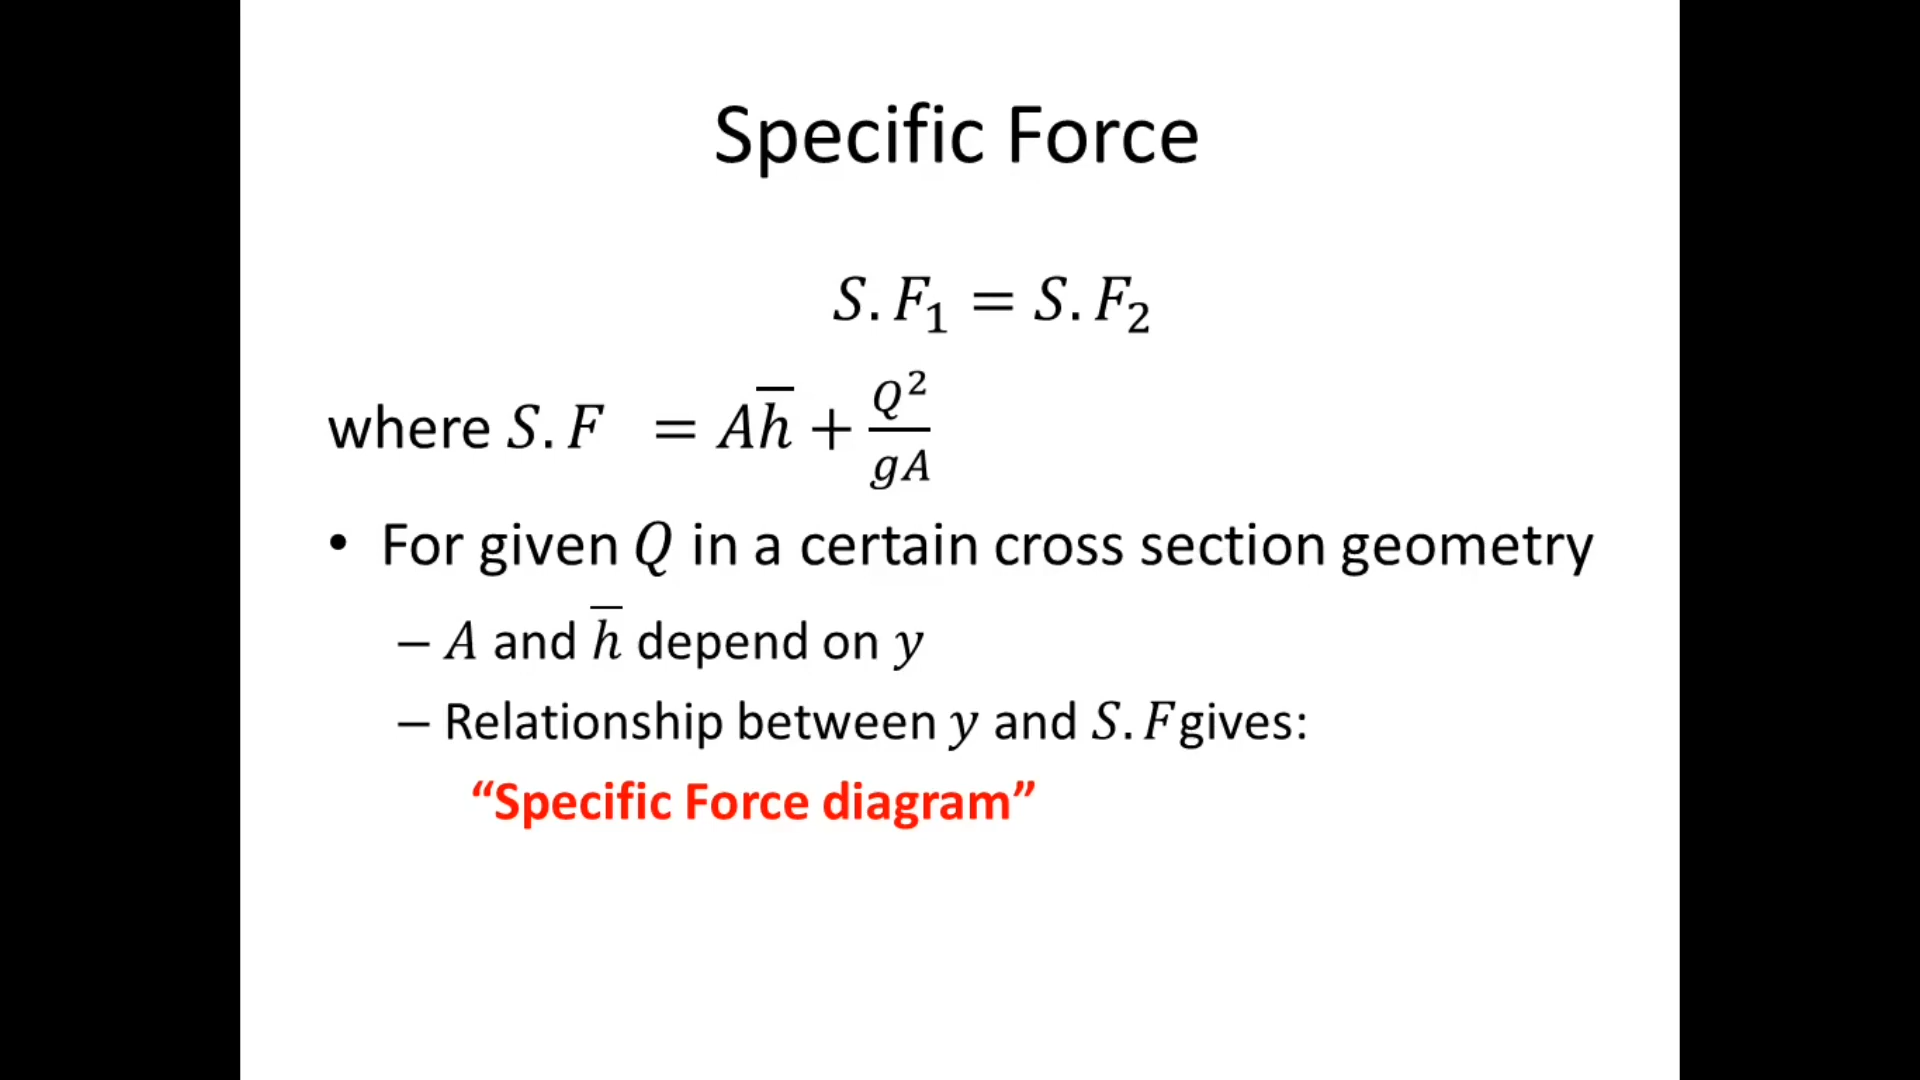 Specific Force
S.F₁ = S.F₂
where S.F = Ah̅ + Q²/gA
• For given Q in a certain cross section geometry
– A and h̅ depend on y
– Relationship between y and S.Fgives:
“Specific Force diagram”